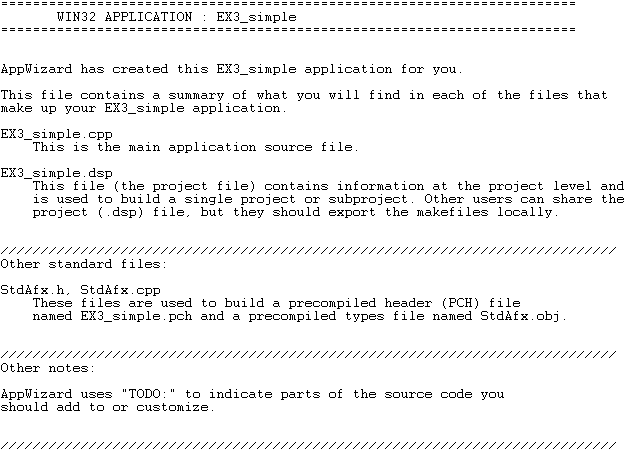 ========================================================================
       WIN32 APPLICATION : EX3_simple
========================================================================
AppWizard has created this EX3_simple application for you.
This file contains a summary of what you will find in each of the files that
make up your EX3_simple application.
EX3_simple.cpp
    This is the main application source file.
EX3_simple.dsp
    This file (the project file) contains information at the project level and
    is used to build a single project or subproject. Other users can share the
    project (.dsp) file, but they should export the makefiles locally.
/////////////////////////////////////////////////////////////////////////////
Other standard files:
StdAfx.h, StdAfx.cpp
    These files are used to build a precompiled header (PCH) file
    named EX3_simple.pch and a precompiled types file named StdAfx.obj.
/////////////////////////////////////////////////////////////////////////////
Other notes:
AppWizard uses "TODO:" to indicate parts of the source code you
should add to or customize.
/////////////////////////////////////////////////////////////////////////////